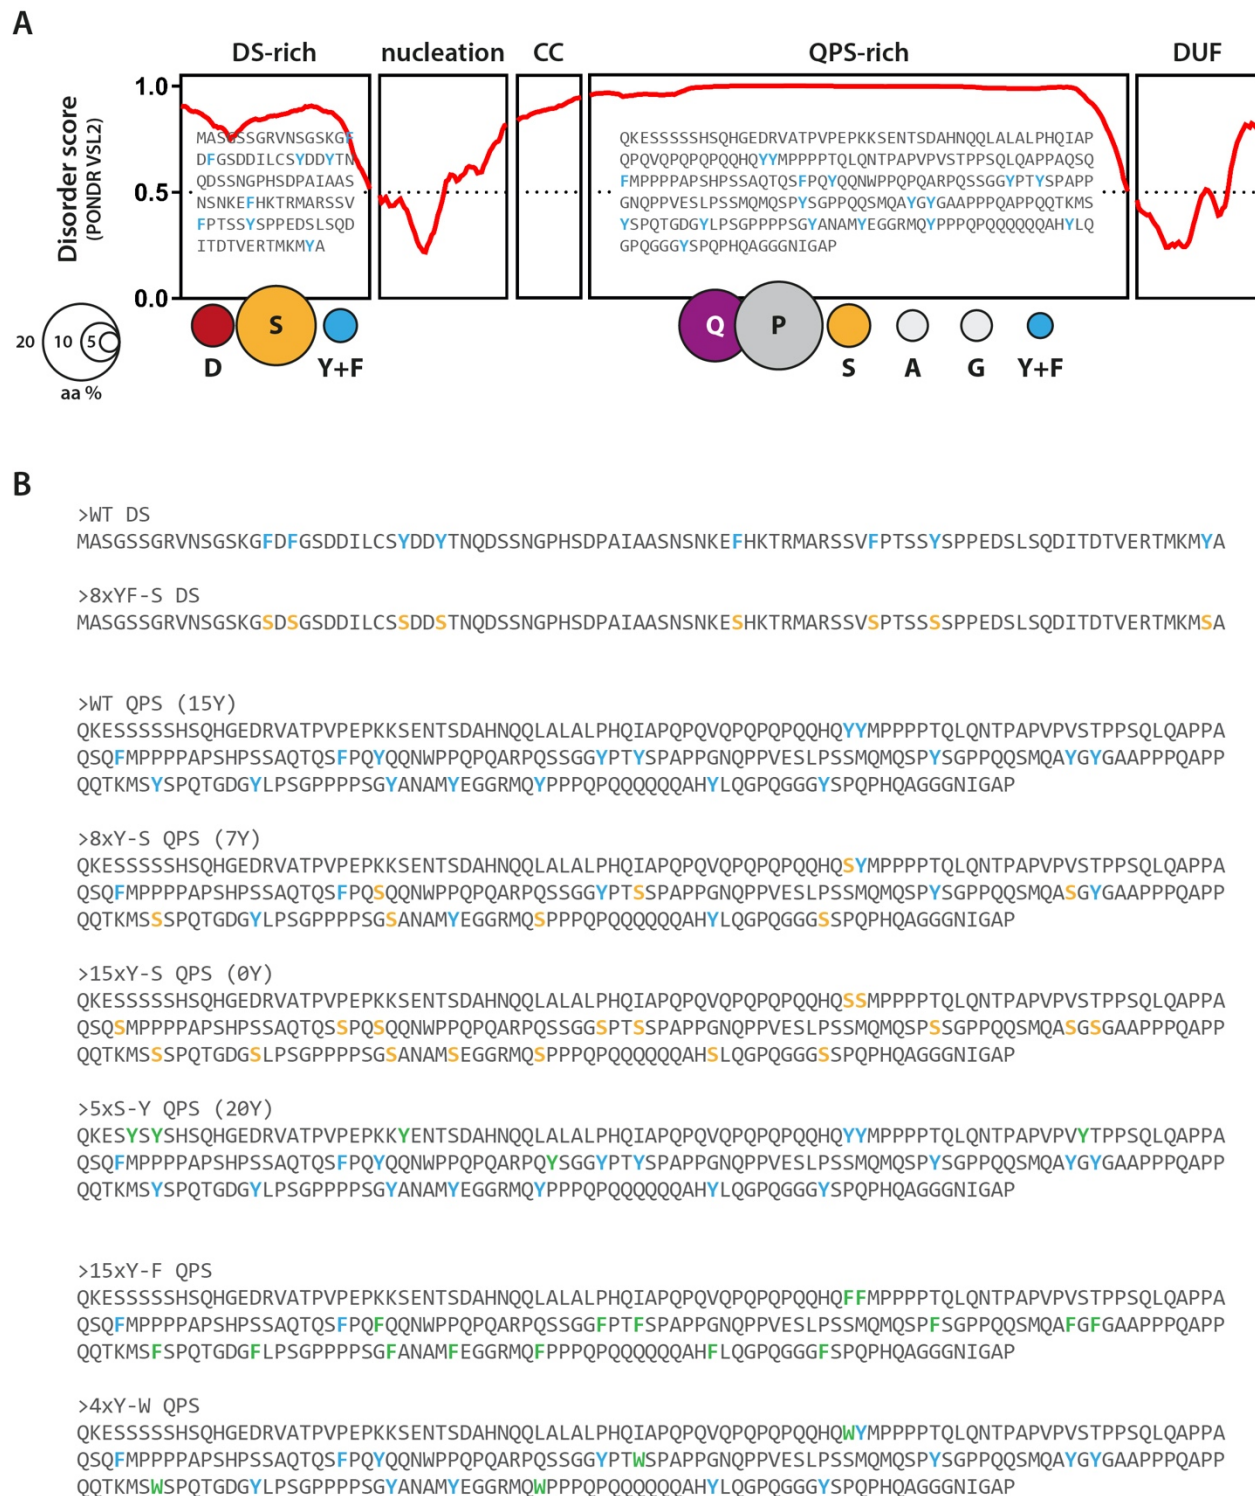 A
DS-rich
nucleation
CC
QPS-rich
DUF
Disorder score
(PONDR VSL2)
1.0
0.5
0.0
MASGSSGRVNSGSKGF
DFGSDDILCSYDDYTN
QDSSNGPHSDPAIAAS
NSNKEFHKTRMARSSV
FPTSSYSPPEDSLSQD
ITDTVERTMKMYA
QKESSSSSHSQHGEDRVATPVPEPKKSENTSDAHNQQLALALPHQIAP
QPQVQPQPQPQQHQYYMPPPPTQLQNTPAPVPVSTPPSQLQAPPAQSQ
FMPPPPAPSHPSSAQTQSFPQYQQNWPPQPQARPQSSGGYPTYSPAPP
GNQPPVESLPSSMQMQSPYSGPPQQSMQAYGYGAAPPPQAPPQQTKMS
YSPQTGDGYLPSGPPPPSGYANAMYEGGRMQYPPPQPQQQQQQAHYLQ
GPQGGGYSPQPHQAGGGNIGAP
20 10 5
aa %
D S Y+F
Q P S A G Y+F
B
>WT DS
MASGSSGRVNSGSKGFDFGSDDILCSYDDYTNQDSSNGPHSDPAIAASNSNKEFHKTRMARSSVFPTSSYSPPEDSLSQDITDTVERTMKMYA
>8xYF-S DS
MASGSSGRVNSGSKGSDSGSDDILCSSDDSTNQDSSNGPHSDPAIAASNSNKESHKTRMARSSVSPTSSSSPPEDSLSQDITDTVERTMKMSA
>WT QPS (15Y)
QKESSSSSHSQHGEDRVATPVPEPKKSENTSDAHNQQLALALPHQIAPQPQVQPQPQPQQHQYYMPPPPTQLQNTPAPVPVSTPPSQLQAPPA
QSQFMPPPPAPSHPSSAQTQSFPQYQQNWPPQPQARPQSSGGYPTYSPAPPGNQPPVESLPSSMQMQSPYSGPPQQSMQAYGYGAAPPPQAPP
QQTKMSYSPQTGDGYLPSGPPPPSGYANAMYEGGRMQYPPPQPQQQQQQAHYLQGPQGGGYSPQPHQAGGGNIGAP
>8xY-S QPS (7Y)
QKESSSSSHSQHGEDRVATPVPEPKKSENTSDAHNQQLALALPHQIAPQPQVQPQPQPQQHQSYMPPPPTQLQNTPAPVPVSTPPSQLQAPPA
QSQFMPPPPAPSHPSSAQTQSFPQSQQNWPPQPQARPQSSGGYPTSSPAPPGNQPPVESLPSSMQMQSPYSGPPQQSMQASGYGAAPPPQAPP
QQTKMSSSPQTGDGYLPSGPPPPSGSANAMYEGGRMQSPPPQPQQQQQQAHYLQGPQGGGSSPQPHQAGGGNIGAP
>15xY-S QPS (0Y)
QKESSSSSHSQHGEDRVATPVPEPKKSENTSDAHNQQLALALPHQIAPQPQVQPQPQPQQHQSSMPPPPTQLQNTPAPVPVSTPPSQLQAPPA
QSQSMPPPPAPSHPSSAQTQSSPQSQQNWPPQPQARPQSSGGSPTSSPAPPGNQPPVESLPSSMQMQSPSSGPPQQSMQASGSGAAPPPQAPP
QQTKMSSSPQTGDGSLPSGPPPPSGSANAMSEGGRMQSPPPQPQQQQQQAHSLQGPQGGGSSPQPHQAGGGNIGAP
>5xS-Y QPS (20Y)
QKESYSYSHSQHGEDRVATPVPEPKKYENTSDAHNQQLALALPHQIAPQPQVQPQPQPQQHQYYMPPPPTQLQNTPAPVPVYTPPSQLQAPPA
QSQFMPPPPAPSHPSSAQTQSFPQYQQNWPPQPQARPQYSGGYPTYSPAPPGNQPPVESLPSSMQMQSPYSGPPQQSMQAYGYGAAPPPQAPP
QQTKMSYSPQTGDGYLPSGPPPPSGYANAMYEGGRMQYPPPQPQQQQQQAHYLQGPQGGGYSPQPHQAGGGNIGAP
>15xY-F QPS
QKESSSSSHSQHGEDRVATPVPEPKKSENTSDAHNQQLALALPHQIAPQPQVQPQPQPQQHQFFMPPPPTQLQNTPAPVPVSTPPSQLQAPPA
QSQFMPPPPAPSHPSSAQTQSFPQFQQNWPPQPQARPQSSGGFPTFSPAPPGNQPPVESLPSSMQMQSPFSGPPQQSMQAFGFGAAPPPQAPP
QQTKMSFSPQTGDGFLPSGPPPPSGFANAMFEGGRMQFPPPQPQQQQQQAHFLQGPQGGGFSPQPHQAGGGNIGAP
>4xY-W QPS
QKESSSSSHSQHGEDRVATPVPEPKKSENTSDAHNQQLALALPHQIAPQPQVQPQPQPQQHQWYMPPPPTQLQNTPAPVPVSTPPSQLQAPPA
QSQFMPPPPAPSHPSSAQTQSFPQYQQNWPPQPQARPQSSGGYPTWSPAPPGNQPPVESLPSSMQMQSPYSGPPQQSMQAYGYGAAPPPQAPP
QQTKMSWSPQTGDGYLPSGPPPPSGYANAMYEGGRMQWPPPQPQQQQQQAHYLQGPQGGGYSPQPHQAGGGNIGAP